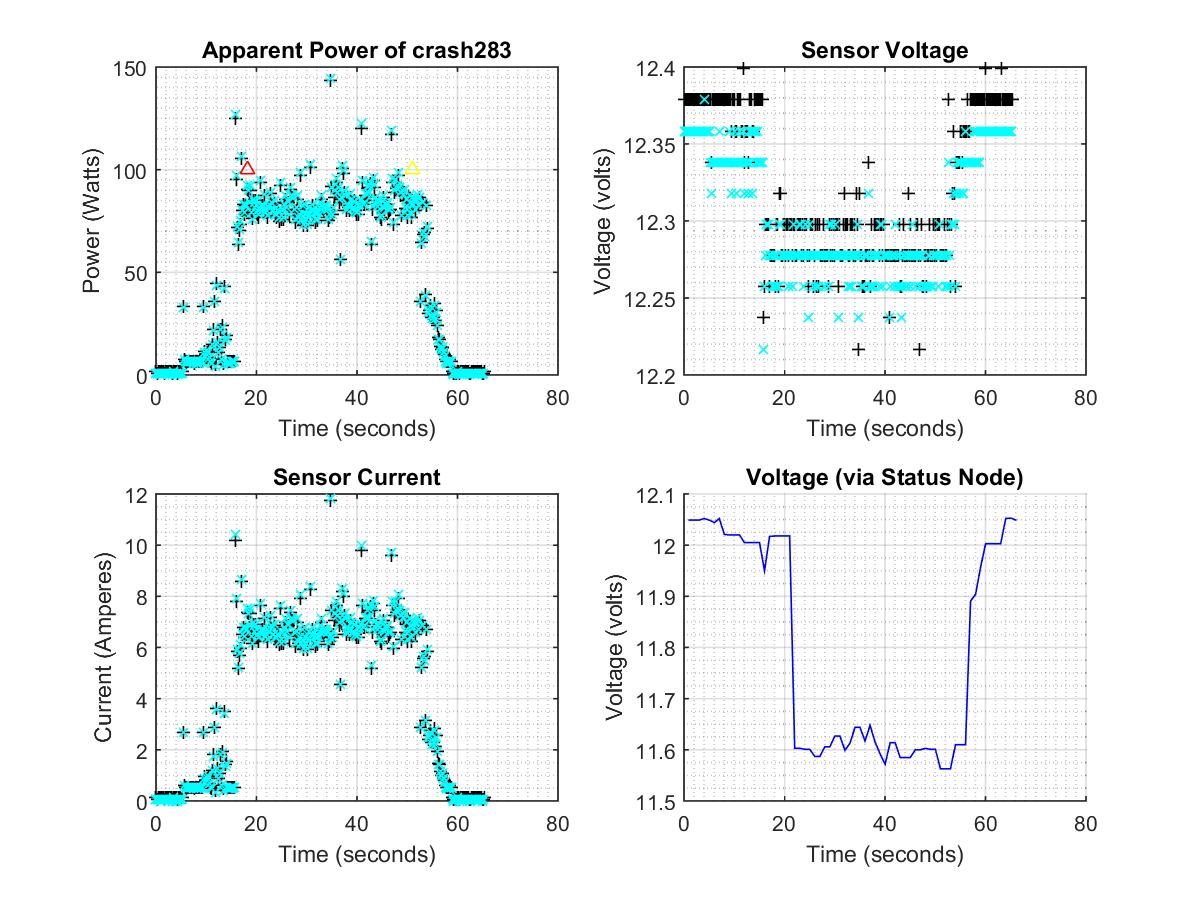 Apparent Power of crash283
150
100
50
0
Power (Watts)
0 20 40 60 80
Time (seconds)
Sensor Voltage
12.4
12.35
12.3
12.25
12.2
Voltage (volts)
0 20 40 60 80
Time (seconds)
Sensor Current
12
10
8
6
4
2
0
Current (Amperes)
0 20 40 60 80
Time (seconds)
Voltage (via Status Node)
12.1
12
11.9
11.8
11.7
11.6
11.5
Voltage (volts)
0 20 40 60 80
Time (seconds)